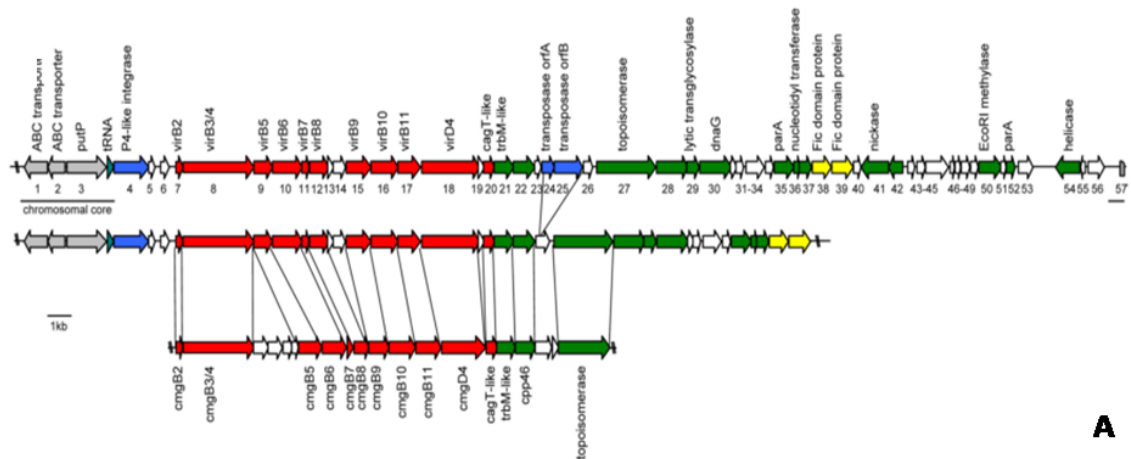 ABC transporter
putP
tRNA
P4-like integrase
virB2
virB3/4
virB5
virB6
virB7
virB8
virB9
virB10
virB11
virD4
cagT-like
trbM-like
transposase orfA
transposase orfB
topoisomerase
lytic transglycosylase
dnaG
parA
nucleotidyl transferase
Fic domain protein
Fic domain protein
nickase
EcoRI methylase
parA
helicase
1 2 3 4 5 6 7 8 9 10 11 12 13 14 15 16 17 18 19 20 21 22 23 24 25 26 27 28 29 30 31-34 35 36 37 38 39 40 41 42 43-45 46-49 50 51 52 53 54 55 56 57
chromosomal core
1kb
cmgB2
cmgB3/4
cmgB5
cmgB6
cmgB7
cmgB8
cmgB9
cmgB10
cmgB11
cmgD4
cagT-like
trbM-like
cpp46
topoisomerase
A